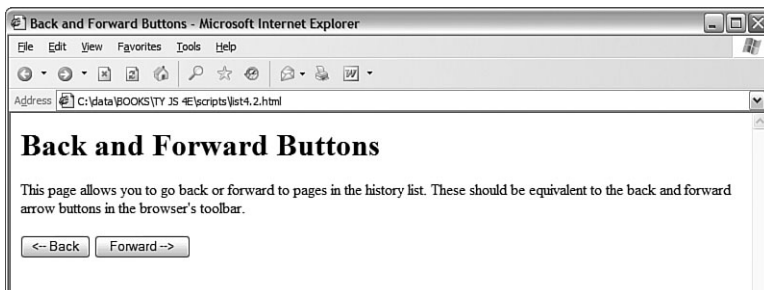 Back and Forward Buttons - Microsoft Internet Explorer
File Edit View Favorites Tools Help
Address C:\data\BOOKS\TY JS 4E\scripts\list4.2.html
Back and Forward Buttons
This page allows you to go back or forward to pages in the history list. These should be equivalent to the back and forward
arrow buttons in the browser's toolbar.
<-- Back Forward -->